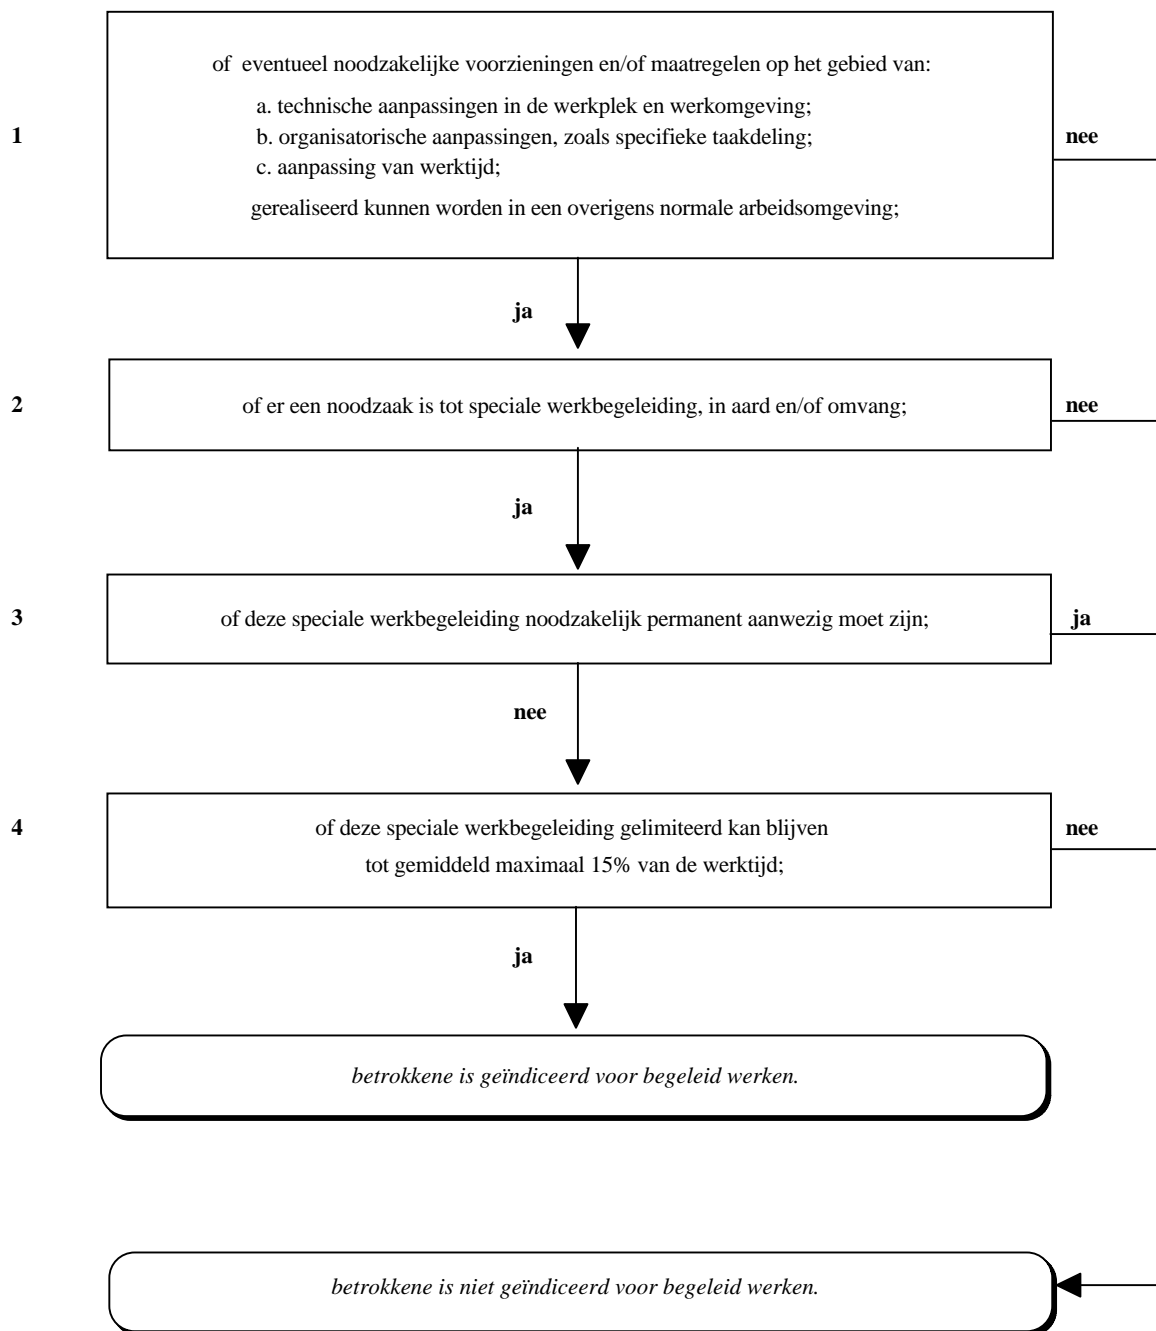 of eventueel noodzakelijke voorzieningen en/of maatregelen op het gebied van:
a. technische aanpassingen in de werkplek en werkomgeving;
1
nee
b. organisatorische aanpassingen, zoals specifieke taakdeling;
c. aanpassing van werktijd;
gerealiseerd kunnen worden in een overigens normale arbeidsomgeving;
ja
2
of er een noodzaak is tot speciale werkbegeleiding, in aard en/of omvang;
nee
ja
3
of deze speciale werkbegeleiding noodzakelijk permanent aanwezig moet zijn;
ja
nee
4
of deze speciale werkbegeleiding gelimiteerd kan blijven
nee
tot gemiddeld maximaal 15% van de werktijd;
ja
betrokkene is geïndiceerd voor begeleid werken.
betrokkene is niet geïndiceerd voor begeleid werken.